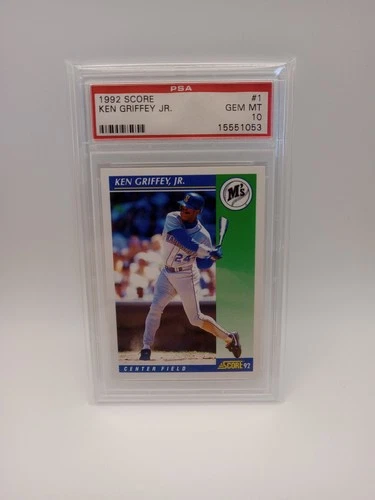 PSA
1992 SCORE #1
KEN GRIFFEY JR. GEM MT
10
15551053
KEN GRIFFEY, JR.
M's
24
CENTER FIELD
SCORE 92